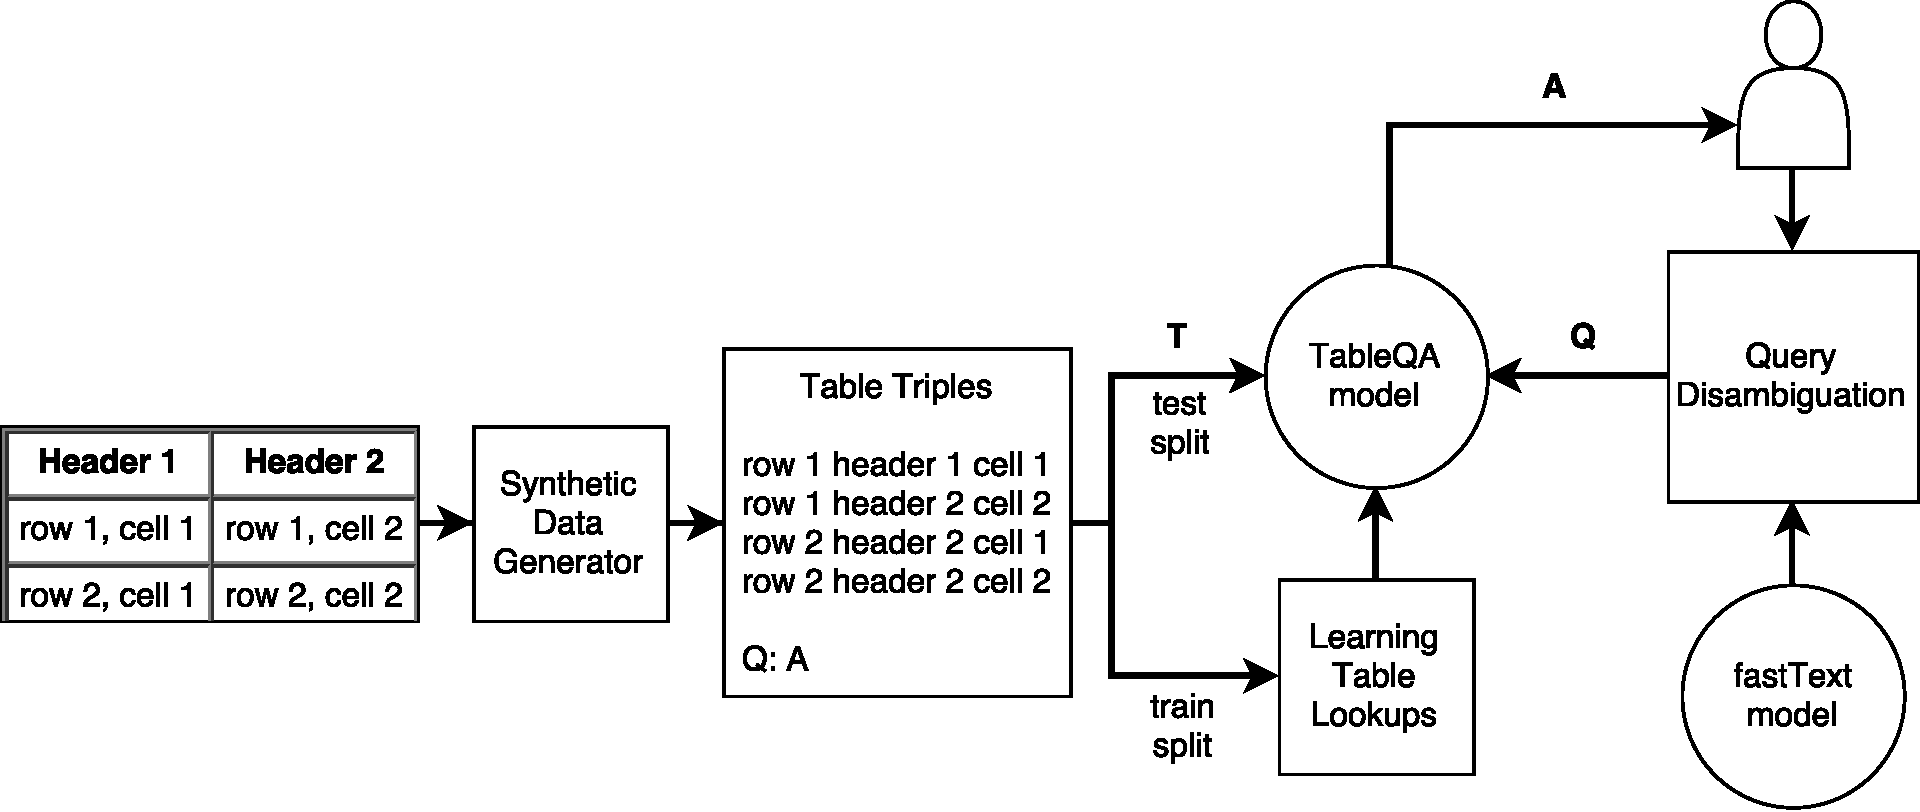 Header 1 Header 2
row 1, cell 1 row 1, cell 2
row 2, cell 1 row 2, cell 2
Synthetic
Data
Generator
Table Triples
row 1 header 1 cell 1
row 1 header 2 cell 2
row 2 header 2 cell 1
row 2 header 2 cell 2
Q: A
T
test
split
train
split
Learning
Table
Lookups
TableQA
model
A
Q
Query
Disambiguation
fastText
model